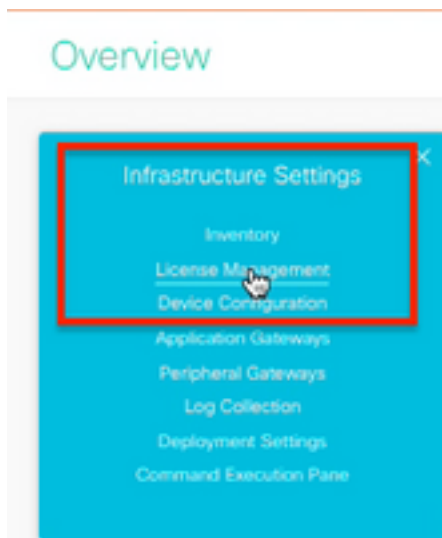 Overview
Infrastructure Settings
Inventory
License Management
Device Configuration
Application Gateways
Peripheral Gateways
Log Collection
Deployment Settings
Command Execution Pane